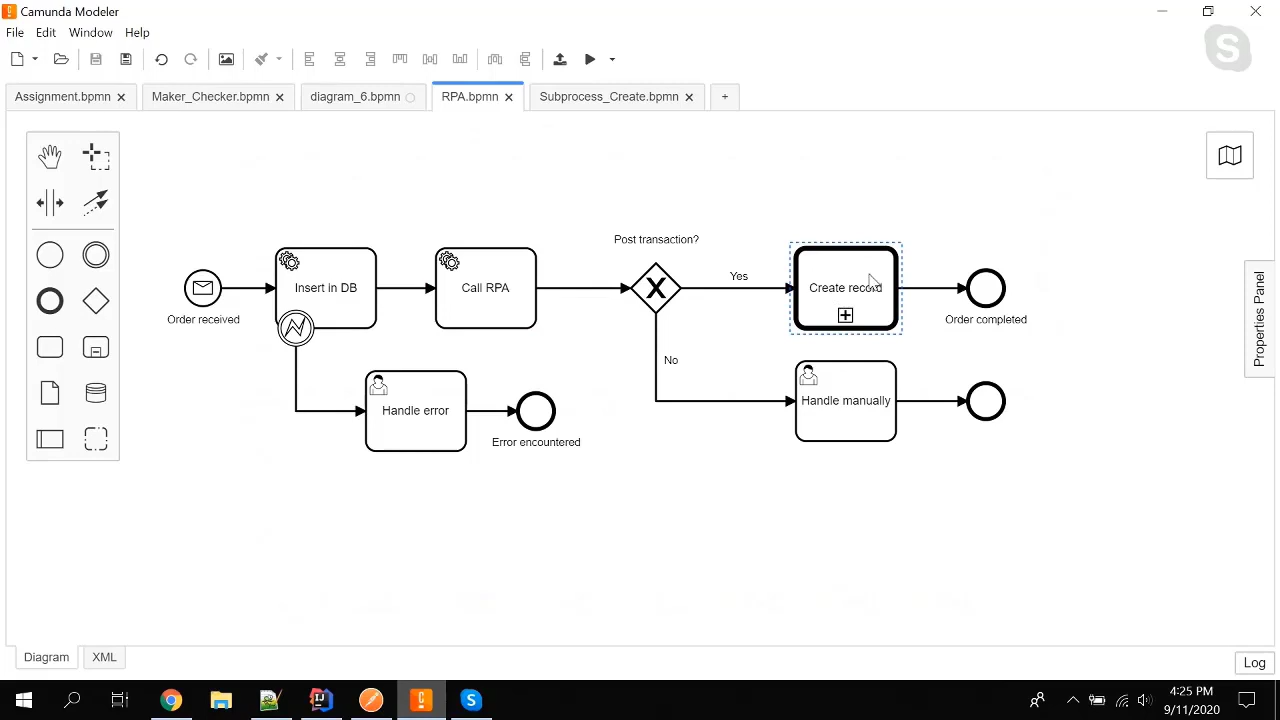 Camunda Modeler
File Edit Window Help
Assignment.bpmn Maker_Checker.bpmn diagram_6.bpmn RPA.bpmn Subprocess_Create.bpmn +
Post transaction?
Yes
Insert in DB
Call RPA
Create record
Order received
Order completed
No
Handle error
Handle manually
Error encountered
Properties Panel
Diagram XML
Log
4:25 PM
9/11/2020